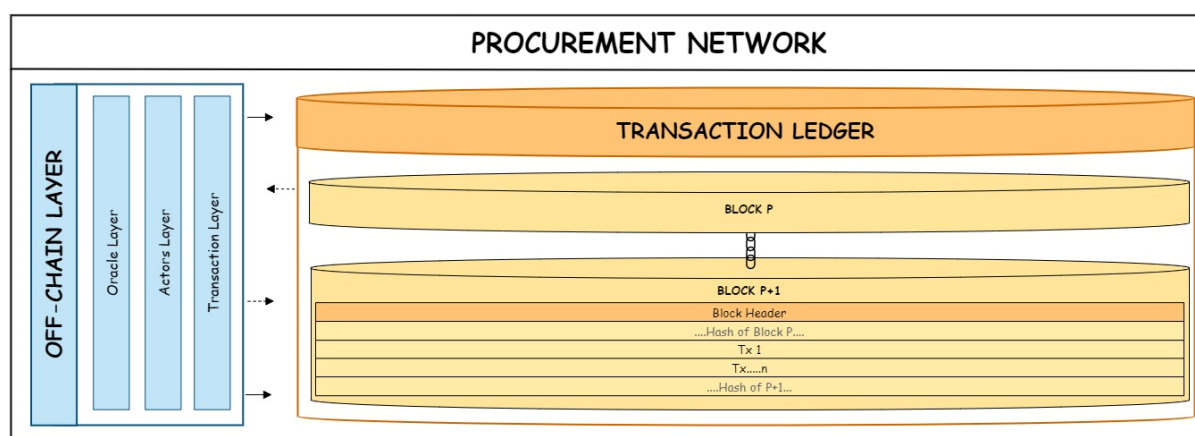 PROCUREMENT NETWORK
OFF-CHAIN LAYER
Oracle Layer
Actors Layer
Transaction Layer
TRANSACTION LEDGER
BLOCK P
BLOCK P+1
Block Header
....Hash of Block P....
Tx 1
Tx.....n
....Hash of P+1...